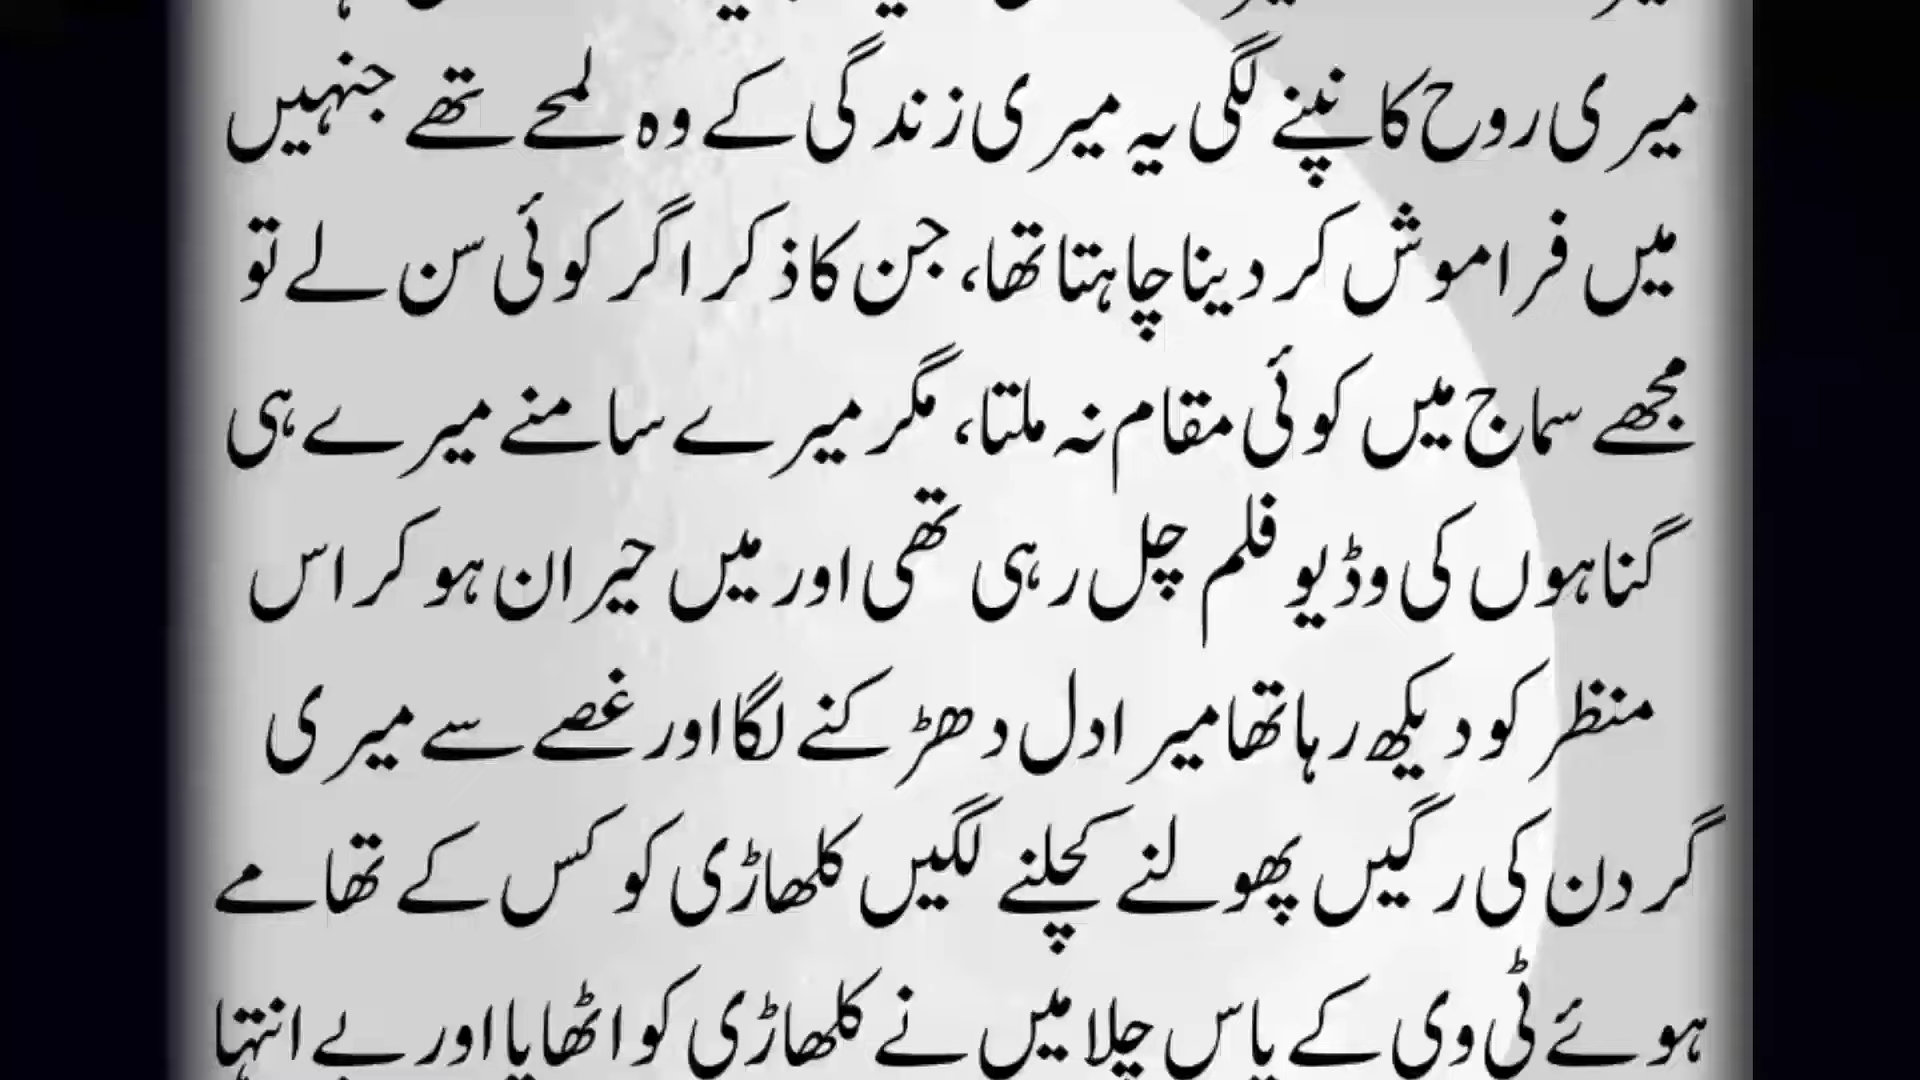 میری روح کانپنے لگی یہ میری زندگی کے وہ لمحے تھے جنہیں
میں فراموش کر دینا چاہتا تھا، جن کا ذکر اگر کوئی سن لے تو
مجھے سماج میں کوئی مقام نہ ملتا، مگر میرے سامنے میرے ہی
گناہوں کی وڈیو فلم چل رہی تھی اور میں حیران ہو کر اس
منظر کو دیکھ رہا تھا میرا دل دھڑکنے لگا اور غصے سے میری
گردن کی رگیں پھولنے کچلنے لگیں کلھاڑی کو کس کے تھامے
ہوئے ٹی وی کے پاس چلا میں نے کلھاڑی کو اٹھایا اور بے انتہا